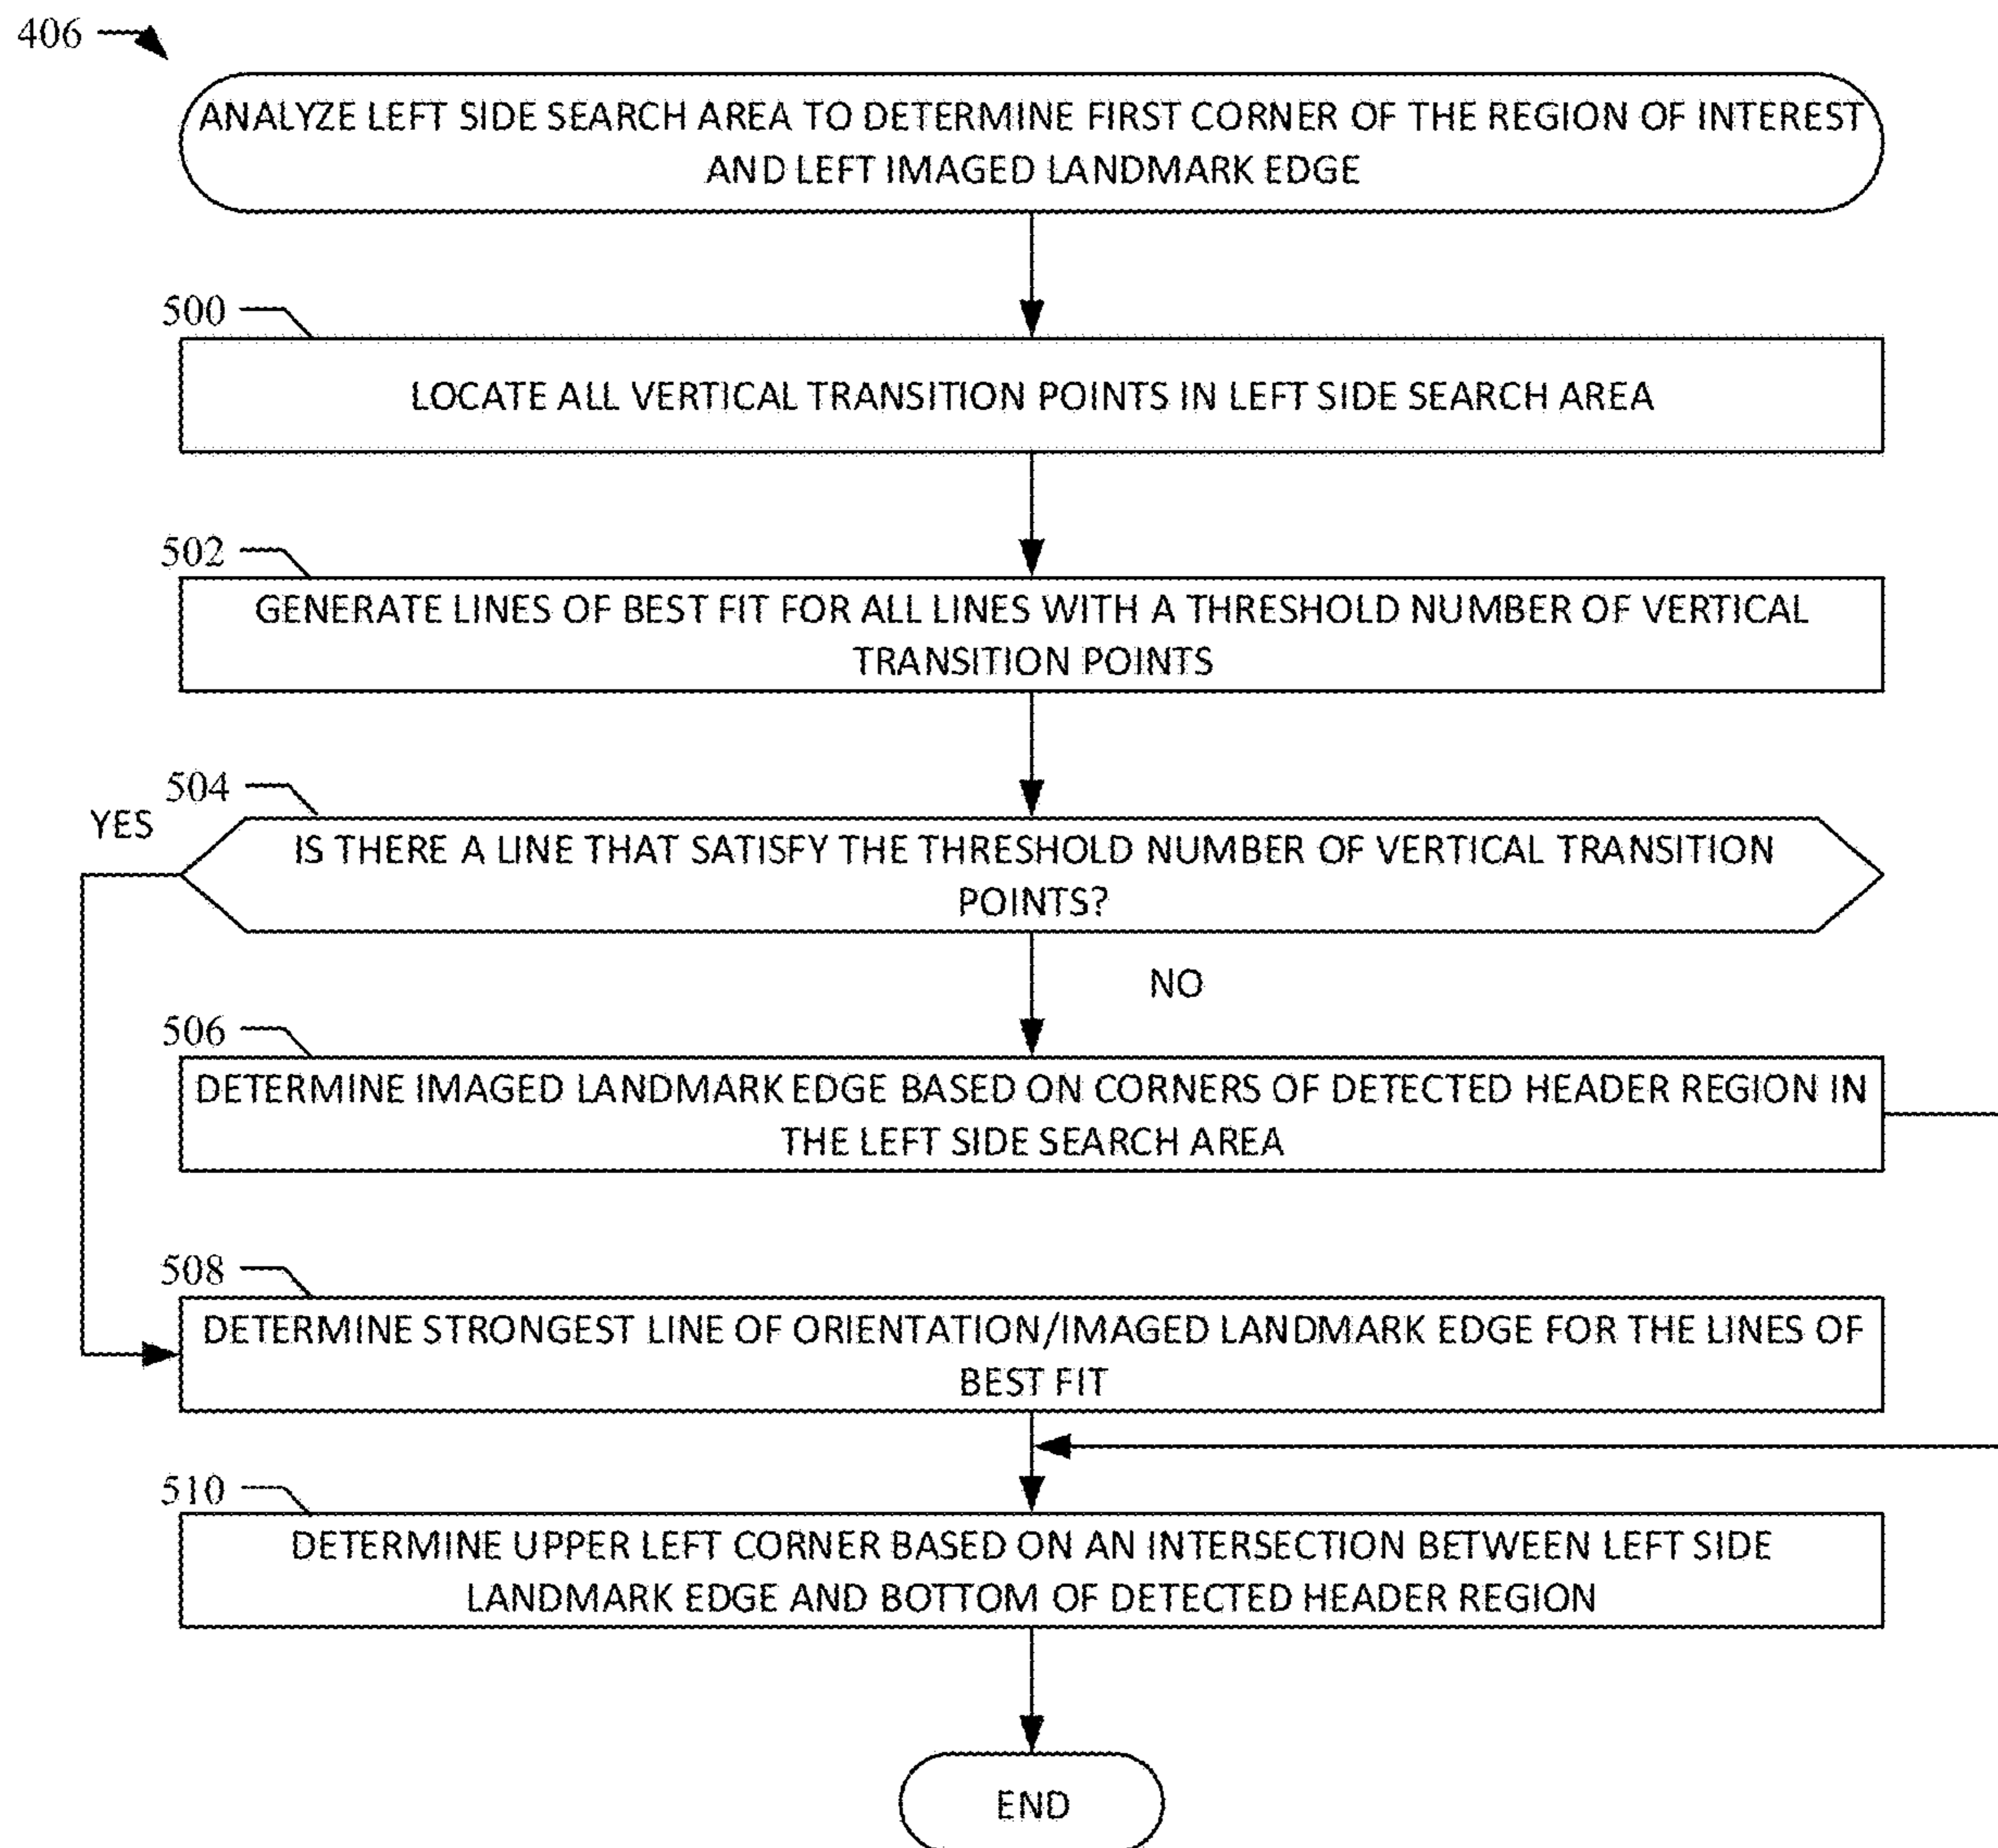 406
ANALYZE LEFT SIDE SEARCH AREA TO DETERMINE FIRST CORNER OF THE REGION OF INTEREST
AND LEFT IMAGED LANDMARK EDGE
500
LOCATE ALL VERTICAL TRANSITION POINTS IN LEFT SIDE SEARCH AREA
502
GENERATE LINES OF BEST FIT FOR ALL LINES WITH A THRESHOLD NUMBER OF VERTICAL
TRANSITION POINTS
504
YES
IS THERE A LINE THAT SATISFY THE THRESHOLD NUMBER OF VERTICAL TRANSITION
POINTS?
NO
506
DETERMINE IMAGED LANDMARK EDGE BASED ON CORNERS OF DETECTED HEADER REGION IN
THE LEFT SIDE SEARCH AREA
508
DETERMINE STRONGEST LINE OF ORIENTATION/IMAGED LANDMARK EDGE FOR THE LINES OF
BEST FIT
510
DETERMINE UPPER LEFT CORNER BASED ON AN INTERSECTION BETWEEN LEFT SIDE
LANDMARK EDGE AND BOTTOM OF DETECTED HEADER REGION
END